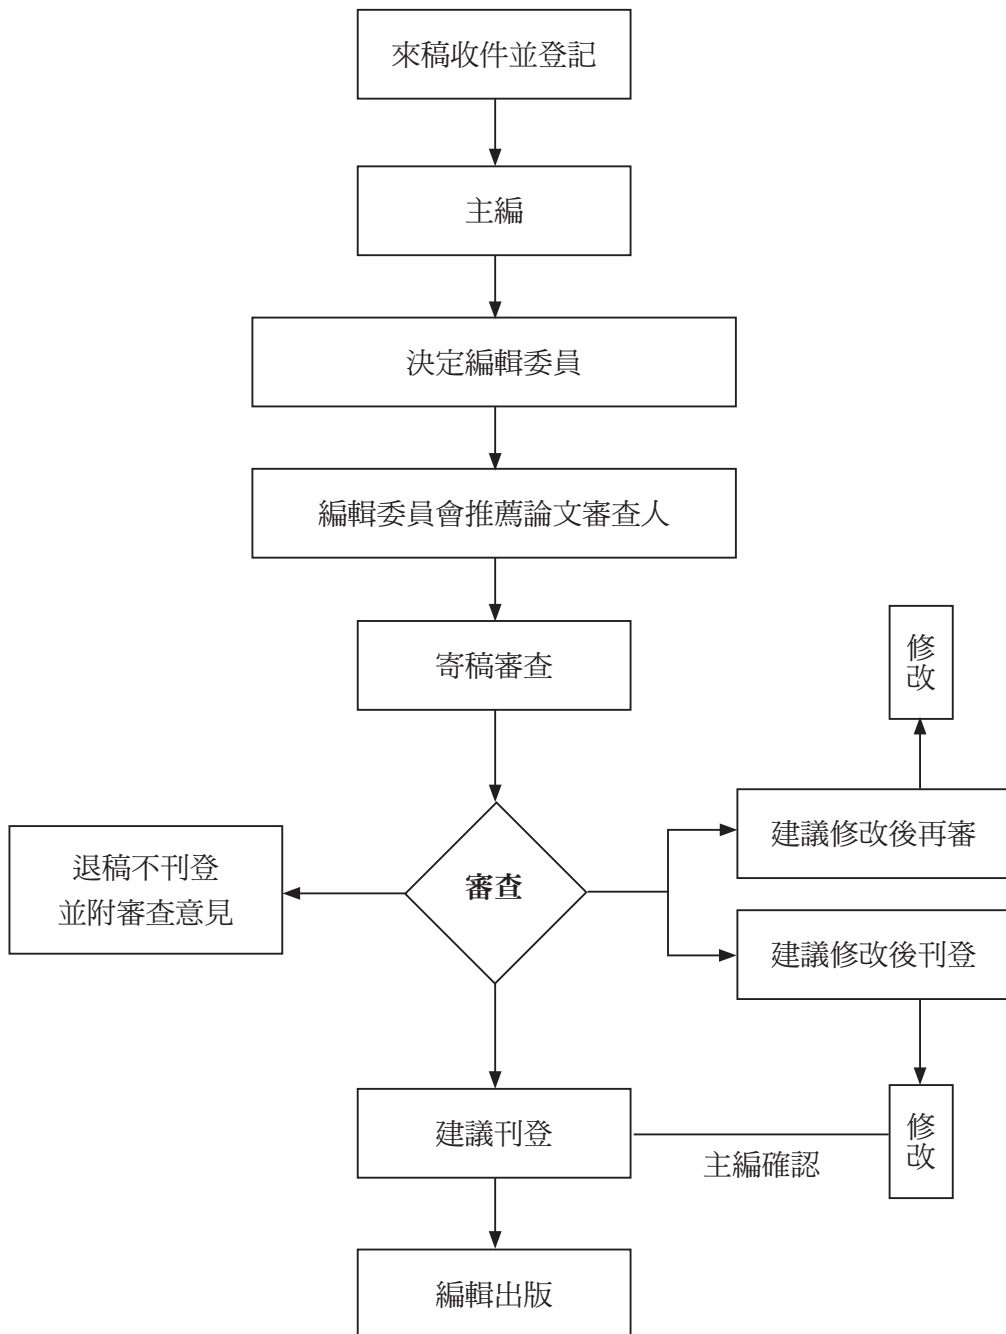 來稿收件並登記
主編
決定編輯委員
編輯委員會推薦論文審查人
寄稿審查
修改
建議修改後再審
退稿不刊登
並附審查意見
審查
建議修改後刊登
建議刊登
主編確認
修改
編輯出版